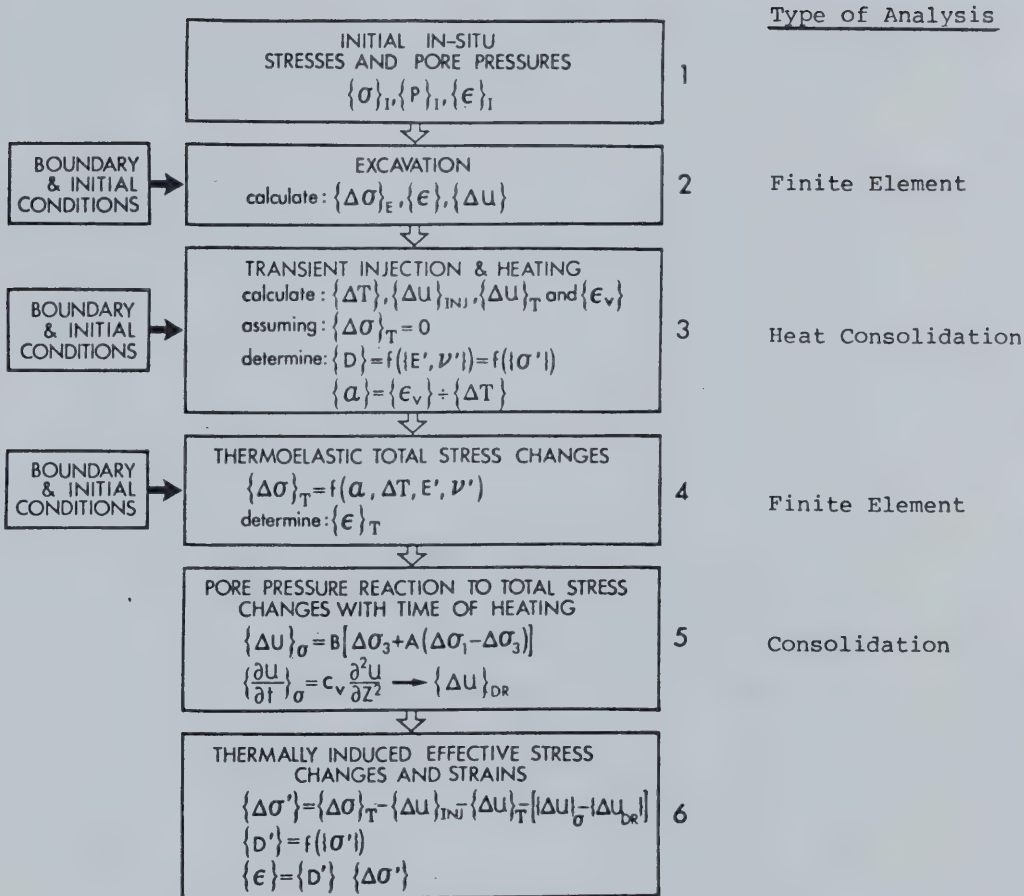 Type of Analysis
INITIAL IN-SITU
STRESSES AND PORE PRESSURES
{σ}I,{P}I,{ϵ}I
1
BOUNDARY
& INITIAL
CONDITIONS
EXCAVATION
calculate: {Δσ}E,{ϵ},{ΔU}
2
Finite Element
BOUNDARY
& INITIAL
CONDITIONS
TRANSIENT INJECTION & HEATING
calculate: {ΔT},{ΔU}INJ,{ΔU}T and {ϵv}
assuming: {Δσ}T=0
determine: {D}=f({E',ν'})=f({σ'})
{α}={ϵv}÷{ΔT}
3
Heat Consolidation
BOUNDARY
& INITIAL
CONDITIONS
THERMOELASTIC TOTAL STRESS CHANGES
{Δσ}T=f(α, ΔT, E', ν')
determine: {ϵ}T
4
Finite Element
PORE PRESSURE REACTION TO TOTAL STRESS
CHANGES WITH TIME OF HEATING
{ΔU}σ=B[Δσ3+A(Δσ1-Δσ3)]
{∂U/∂t}σ=Cv ∂²U/∂Z² → {ΔU}DR
5
Consolidation
THERMALLY INDUCED EFFECTIVE STRESS
CHANGES AND STRAINS
{Δσ'}={Δσ}T-{ΔU}INJ-{ΔU}T-[{ΔU}σ-{ΔUDR}]
{D'}=f({σ'})
{ϵ}={D'} {Δσ'}
6